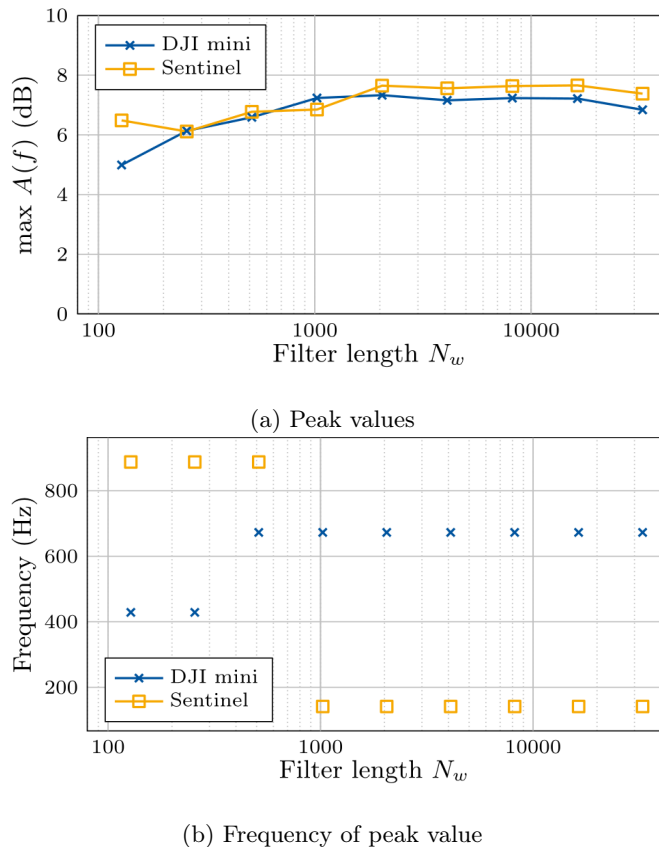 10
8
6
4
2
0
max A(f) (dB)
DJI mini
Sentinel
100
1000
10000
Filter length N_w
(a) Peak values
800
600
400
200
Frequency (Hz)
DJI mini
Sentinel
100
1000
10000
Filter length N_w
(b) Frequency of peak value